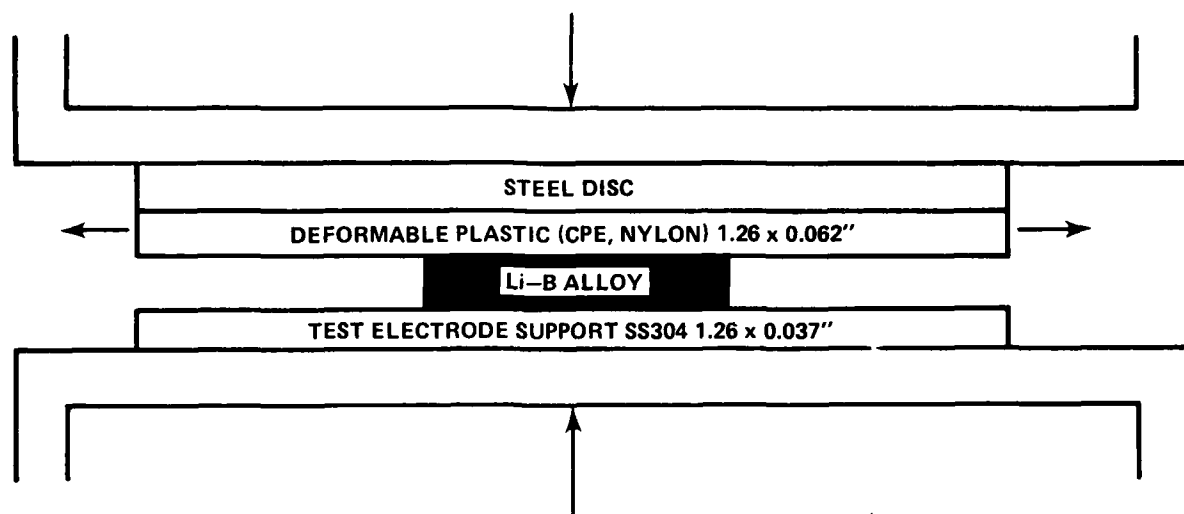 STEEL DISC
DEFORMABLE PLASTIC (CPE, NYLON) 1.26 x 0.062″
Li–B ALLOY
TEST ELECTRODE SUPPORT SS304 1.26 x 0.037″